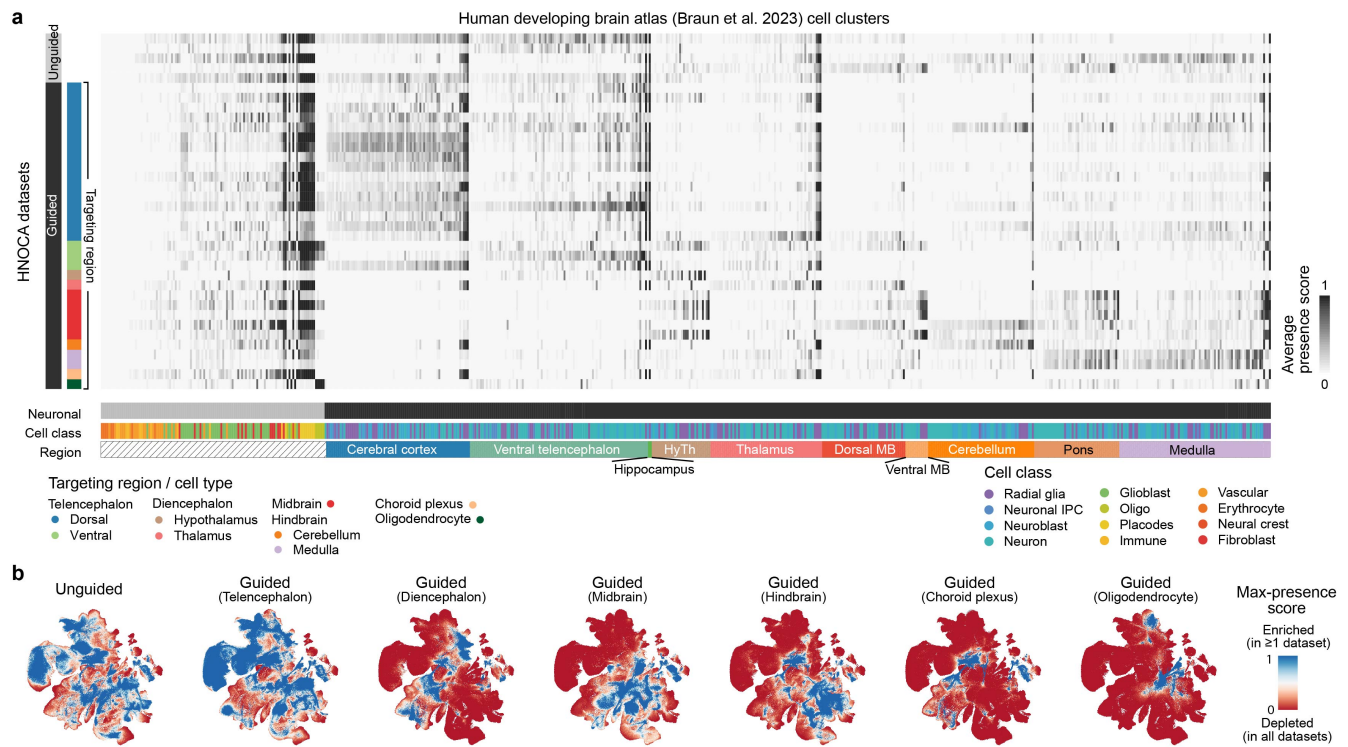 a
Human developing brain atlas (Braun et al. 2023) cell clusters
HNOCA datasets
Unguided
Guided
Targeting region
Average
presence score
1
0
Neuronal
Cell class
Region
Cerebral cortex
Ventral telencephalon
Hippocampus
HyTh
Thalamus
Dorsal MB
Ventral MB
Cerebellum
Pons
Medulla
Targeting region / cell type
Telencephalon
Dorsal
Ventral
Diencephalon
Hypothalamus
Thalamus
Midbrain
Hindbrain
Cerebellum
Medulla
Choroid plexus
Oligodendrocyte
Cell class
Radial glia
Neuronal IPC
Neuroblast
Neuron
Glioblast
Oligo
Placodes
Immune
Vascular
Erythrocyte
Neural crest
Fibroblast
b
Unguided
Guided
(Telencephalon)
Guided
(Diencephalon)
Guided
(Midbrain)
Guided
(Hindbrain)
Guided
(Choroid plexus)
Guided
(Oligodendrocyte)
Max-presence
score
Enriched
(in ≥1 dataset)
1
0
Depleted
(in all datasets)